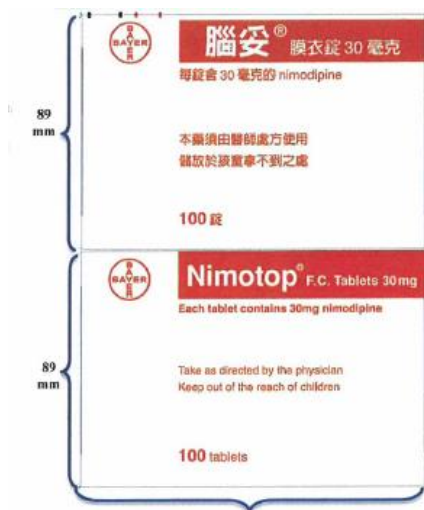 BAYER
BAYER
腦妥® 膜衣錠 30 毫克
每錠含 30 毫克的 nimodipine
本藥須由醫師處方使用
儲放於孩童拿不到之處
100 錠
89
mm
BAYER
BAYER
Nimotop® F.C. Tablets 30mg
Each tablet contains 30mg nimodipine
Take as directed by the physician
Keep out of the reach of children
100 tablets
89
mm